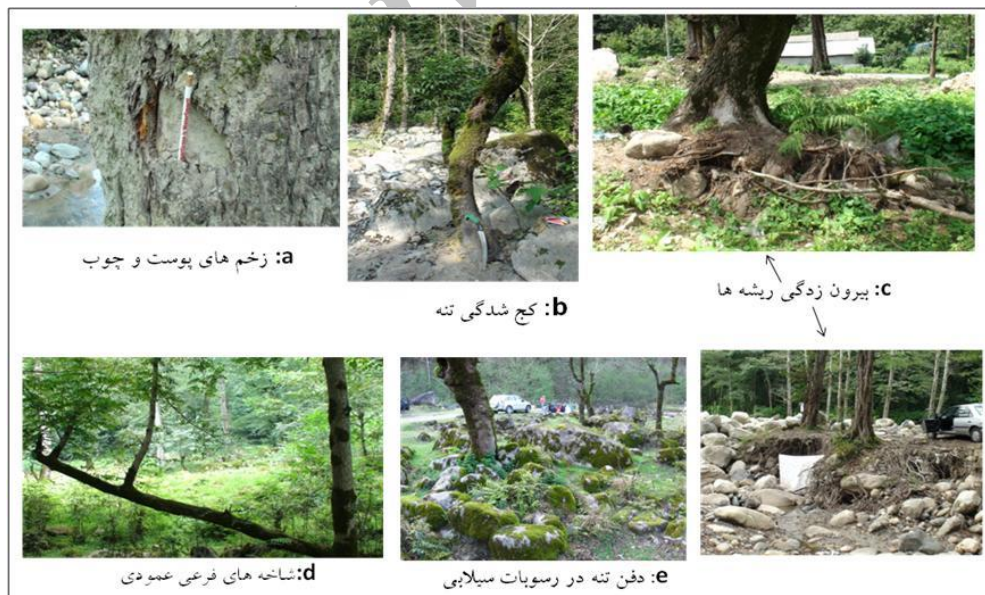 a: زخم های پوست و چوب
b: کج شدگی تنه
c: بیرون زدگی ریشه ها
d:شاخه های فرعی عمودی
e: دفن تنه در رسوبات سیلابی